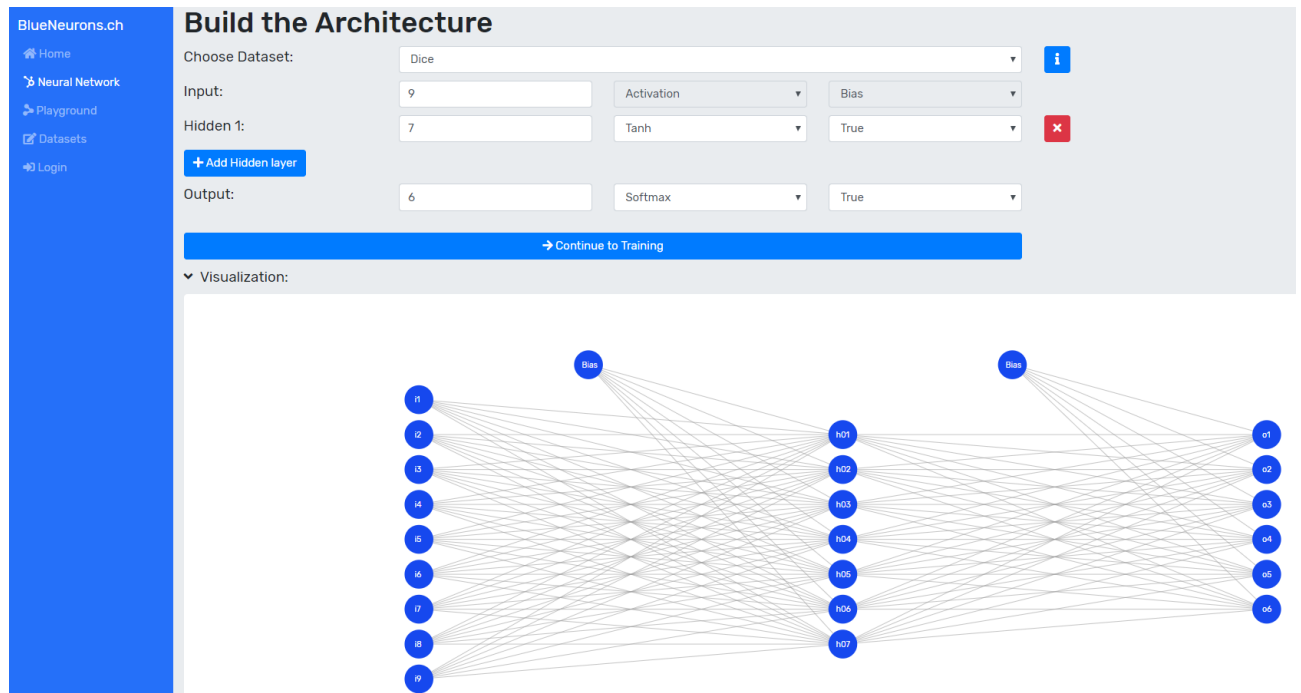 BlueNeurons.ch
Home
Neural Network
Playground
Datasets
Login
Build the Architecture
Choose Dataset: Dice
Input: 9 Activation Bias
Hidden 1: 7 Tanh True
Add Hidden layer
Output: 6 Softmax True
Continue to Training
Visualization:
Bias Bias
i1
i2 h01 o1
i3 h02 o2
i4 h03 o3
i5 h04 o4
i6 h05 o5
i7 h06 o6
i8 h07
i9